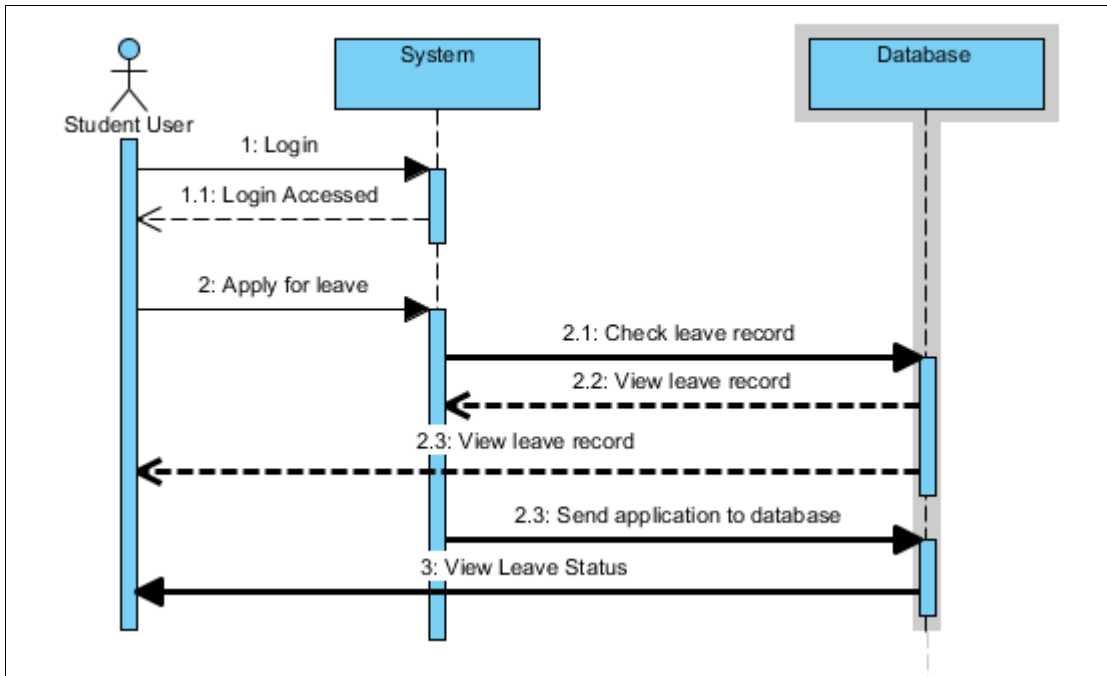 System
Database
Student User
1: Login
1.1: Login Accessed
2: Apply for leave
2.1: Check leave record
2.2: View leave record
2.3: View leave record
2.3: Send application to database
3: View Leave Status